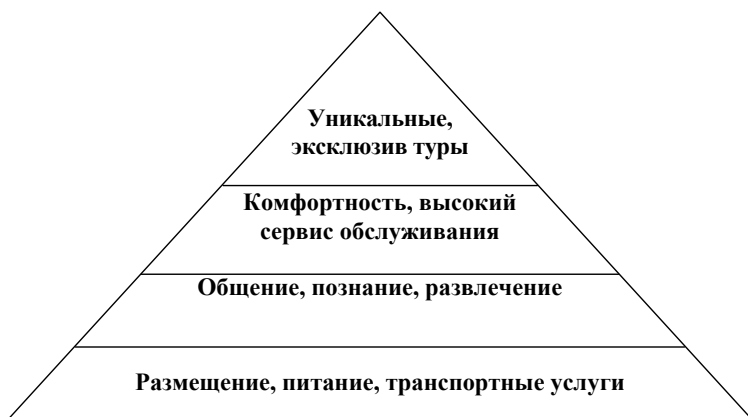 Уникальные,
эксклюзив туры
Комфортность, высокий
сервис обслуживания
Общение, познание, развлечение
Размещение, питание, транспортные услуги